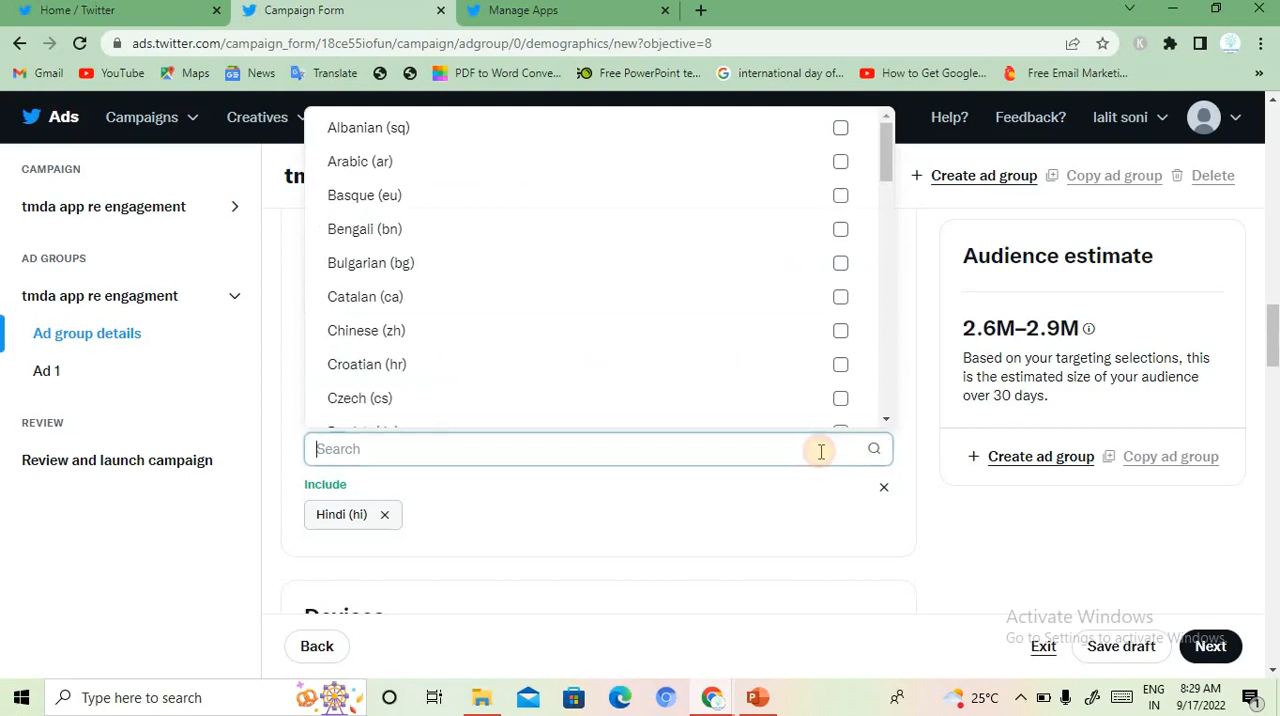 Home / Twitter
Campaign Form
Manage Apps
ads.twitter.com/campaign_form/18ce55iofun/campaign/adgroup/0/demographics/new?objective=8
K
Gmail
YouTube
Maps
News
Translate
PDF to Word Conve...
Free PowerPoint te...
international day of...
How to Get Google...
Free Email Marketi...
Ads
Campaigns
Creatives
Help?
Feedback?
lalit soni
CAMPAIGN
tmda app re engagement
AD GROUPS
tmda app re engagment
Ad group details
Ad 1
REVIEW
Review and launch campaign
Create ad group
Copy ad group
Delete
Albanian (sq)
Arabic (ar)
Basque (eu)
Bengali (bn)
Bulgarian (bg)
Catalan (ca)
Chinese (zh)
Croatian (hr)
Czech (cs)
Search
Include
Hindi (hi)
Audience estimate
2.6M–2.9M
Based on your targeting selections, this
is the estimated size of your audience
over 30 days.
Create ad group
Copy ad group
Devices
Back
Exit
Save draft
Next
Activate Windows
Go to Settings to activate Windows.
Type here to search
25°C
ENG
IN
8:29 AM
9/17/2022
1